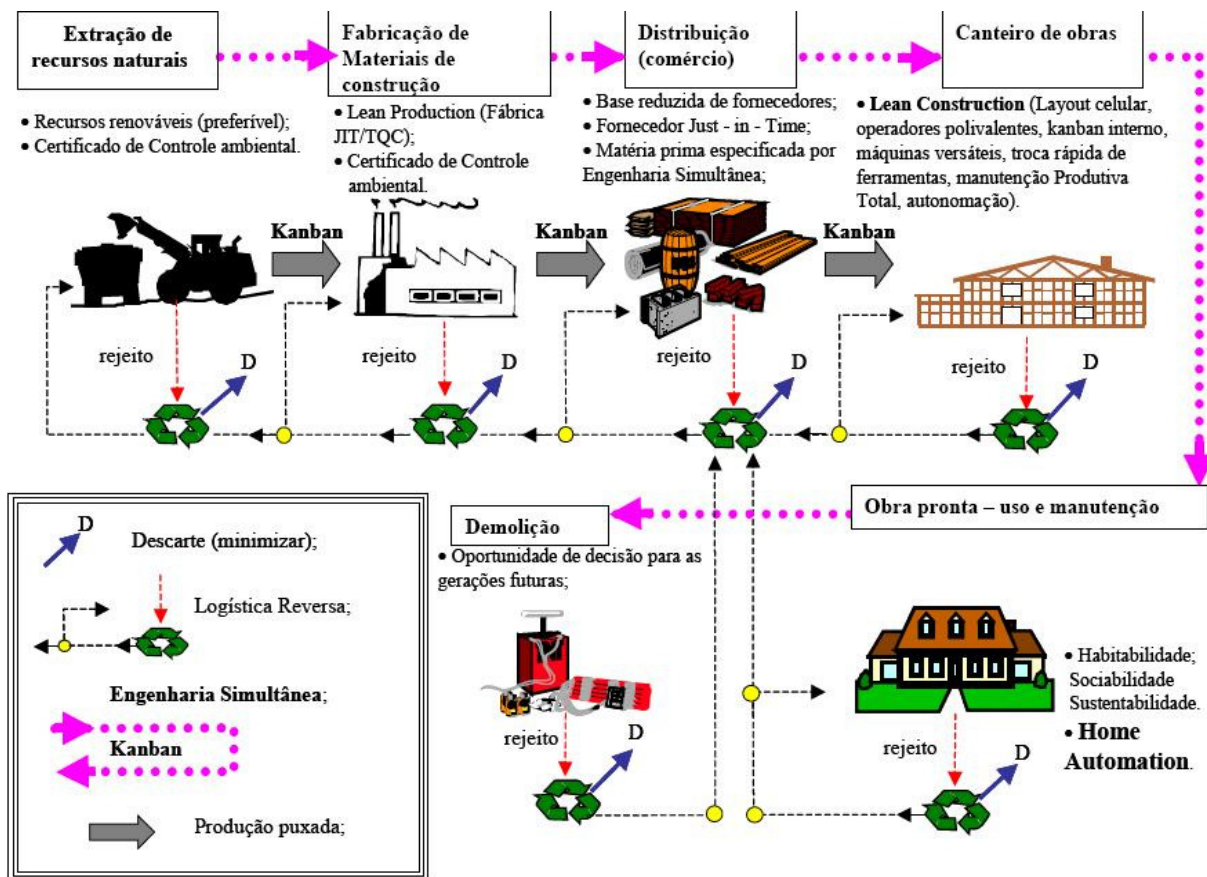 Extração de
recursos naturais
Fabricação de
Materiais de
construção
Distribuição
(comércio)
Canteiro de obras
• Recursos renováveis (preferível);
• Certificado de Controle ambiental.
• Lean Production (Fábrica
JIT/TQC);
• Certificado de Controle
ambiental.
• Base reduzida de fornecedores;
• Fornecedor Just - in - Time;
• Matéria prima especificada por
Engenharia Simultânea;
• Lean Construction (Layout celular,
operadores polivalentes, kanban interno,
máquinas versáteis, troca rápida de
ferramentas, manutenção Produtiva
Total, autonomação).
Kanban
Kanban
Kanban
rejeito
D
rejeito
D
rejeito
D
rejeito
D
Obra pronta – uso e manutenção
Demolição
• Oportunidade de decisão para as
gerações futuras;
rejeito
D
• Habitabilidade;
Sociabilidade
Sustentabilidade.
• Home
Automation.
rejeito
D
D
Descarte (minimizar);
Logística Reversa;
Engenharia Simultânea;
Kanban
Produção puxada;